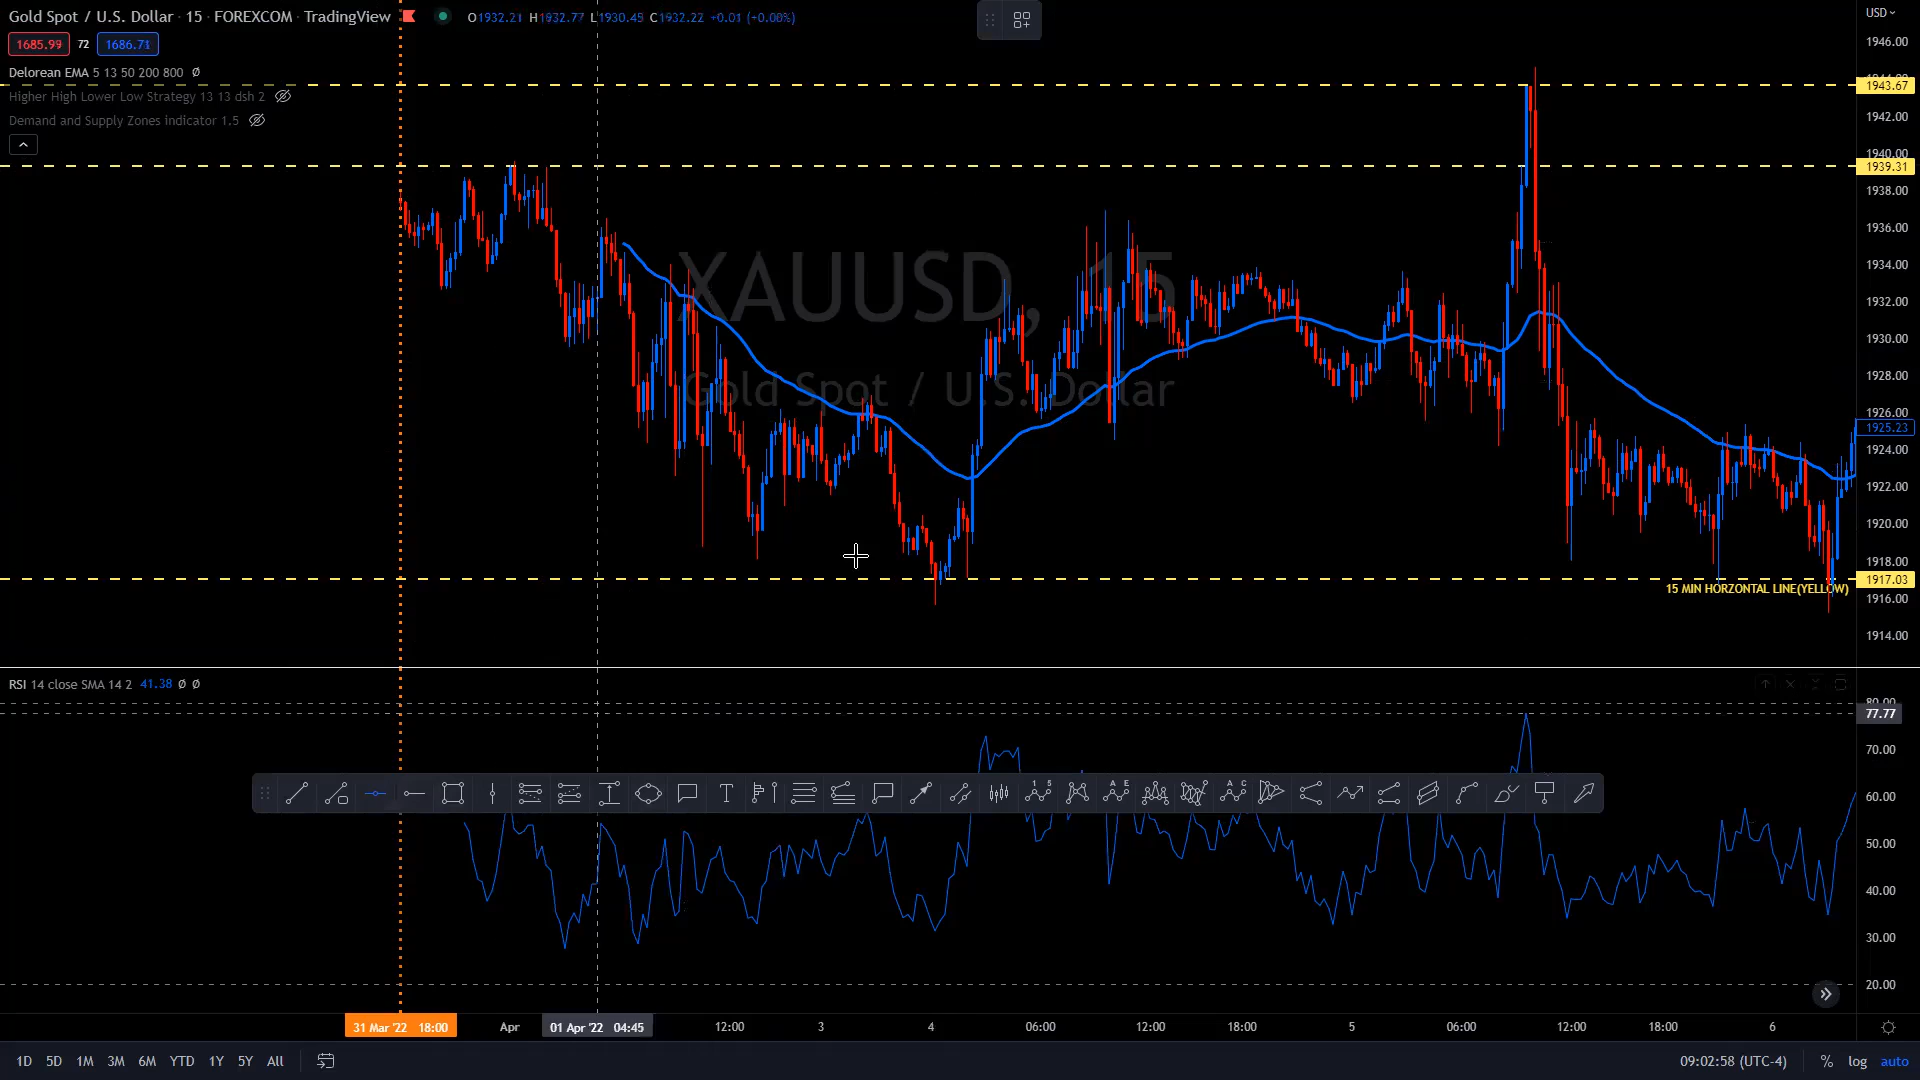 Gold Spot / U.S. Dollar · 15 · FOREXCOM · TradingView
O1932.21 H1932.77 L1930.45 C1932.22 +0.01 (+0.00%)
USD
1685.99 72 1686.71
Delorean EMA 5 13 50 200 800 Ø
Higher High Lower Low Strategy 13 13 dsh 2
Demand and Supply Zones indicator 1.5
XAUUSD, 15
Gold Spot / U.S. Dollar
1946.00
1943.67
1942.00
1940.00
1939.31
1938.00
1936.00
1934.00
1932.00
1930.00
1928.00
1926.00
1925.23
1924.00
1922.00
1920.00
1918.00
1917.03
15 MIN HORZONTAL LINE(YELLOW)
1916.00
1914.00
RSI 14 close SMA 14 2 41.38 Ø Ø
80.00
77.77
70.00
60.00
50.00
40.00
30.00
20.00
31 Mar '22 18:00 Apr 01 Apr '22 04:45 12:00 3 4 06:00 12:00 18:00 5 06:00 12:00 18:00 6
1D 5D 1M 3M 6M YTD 1Y 5Y All
09:02:58 (UTC-4) % log auto